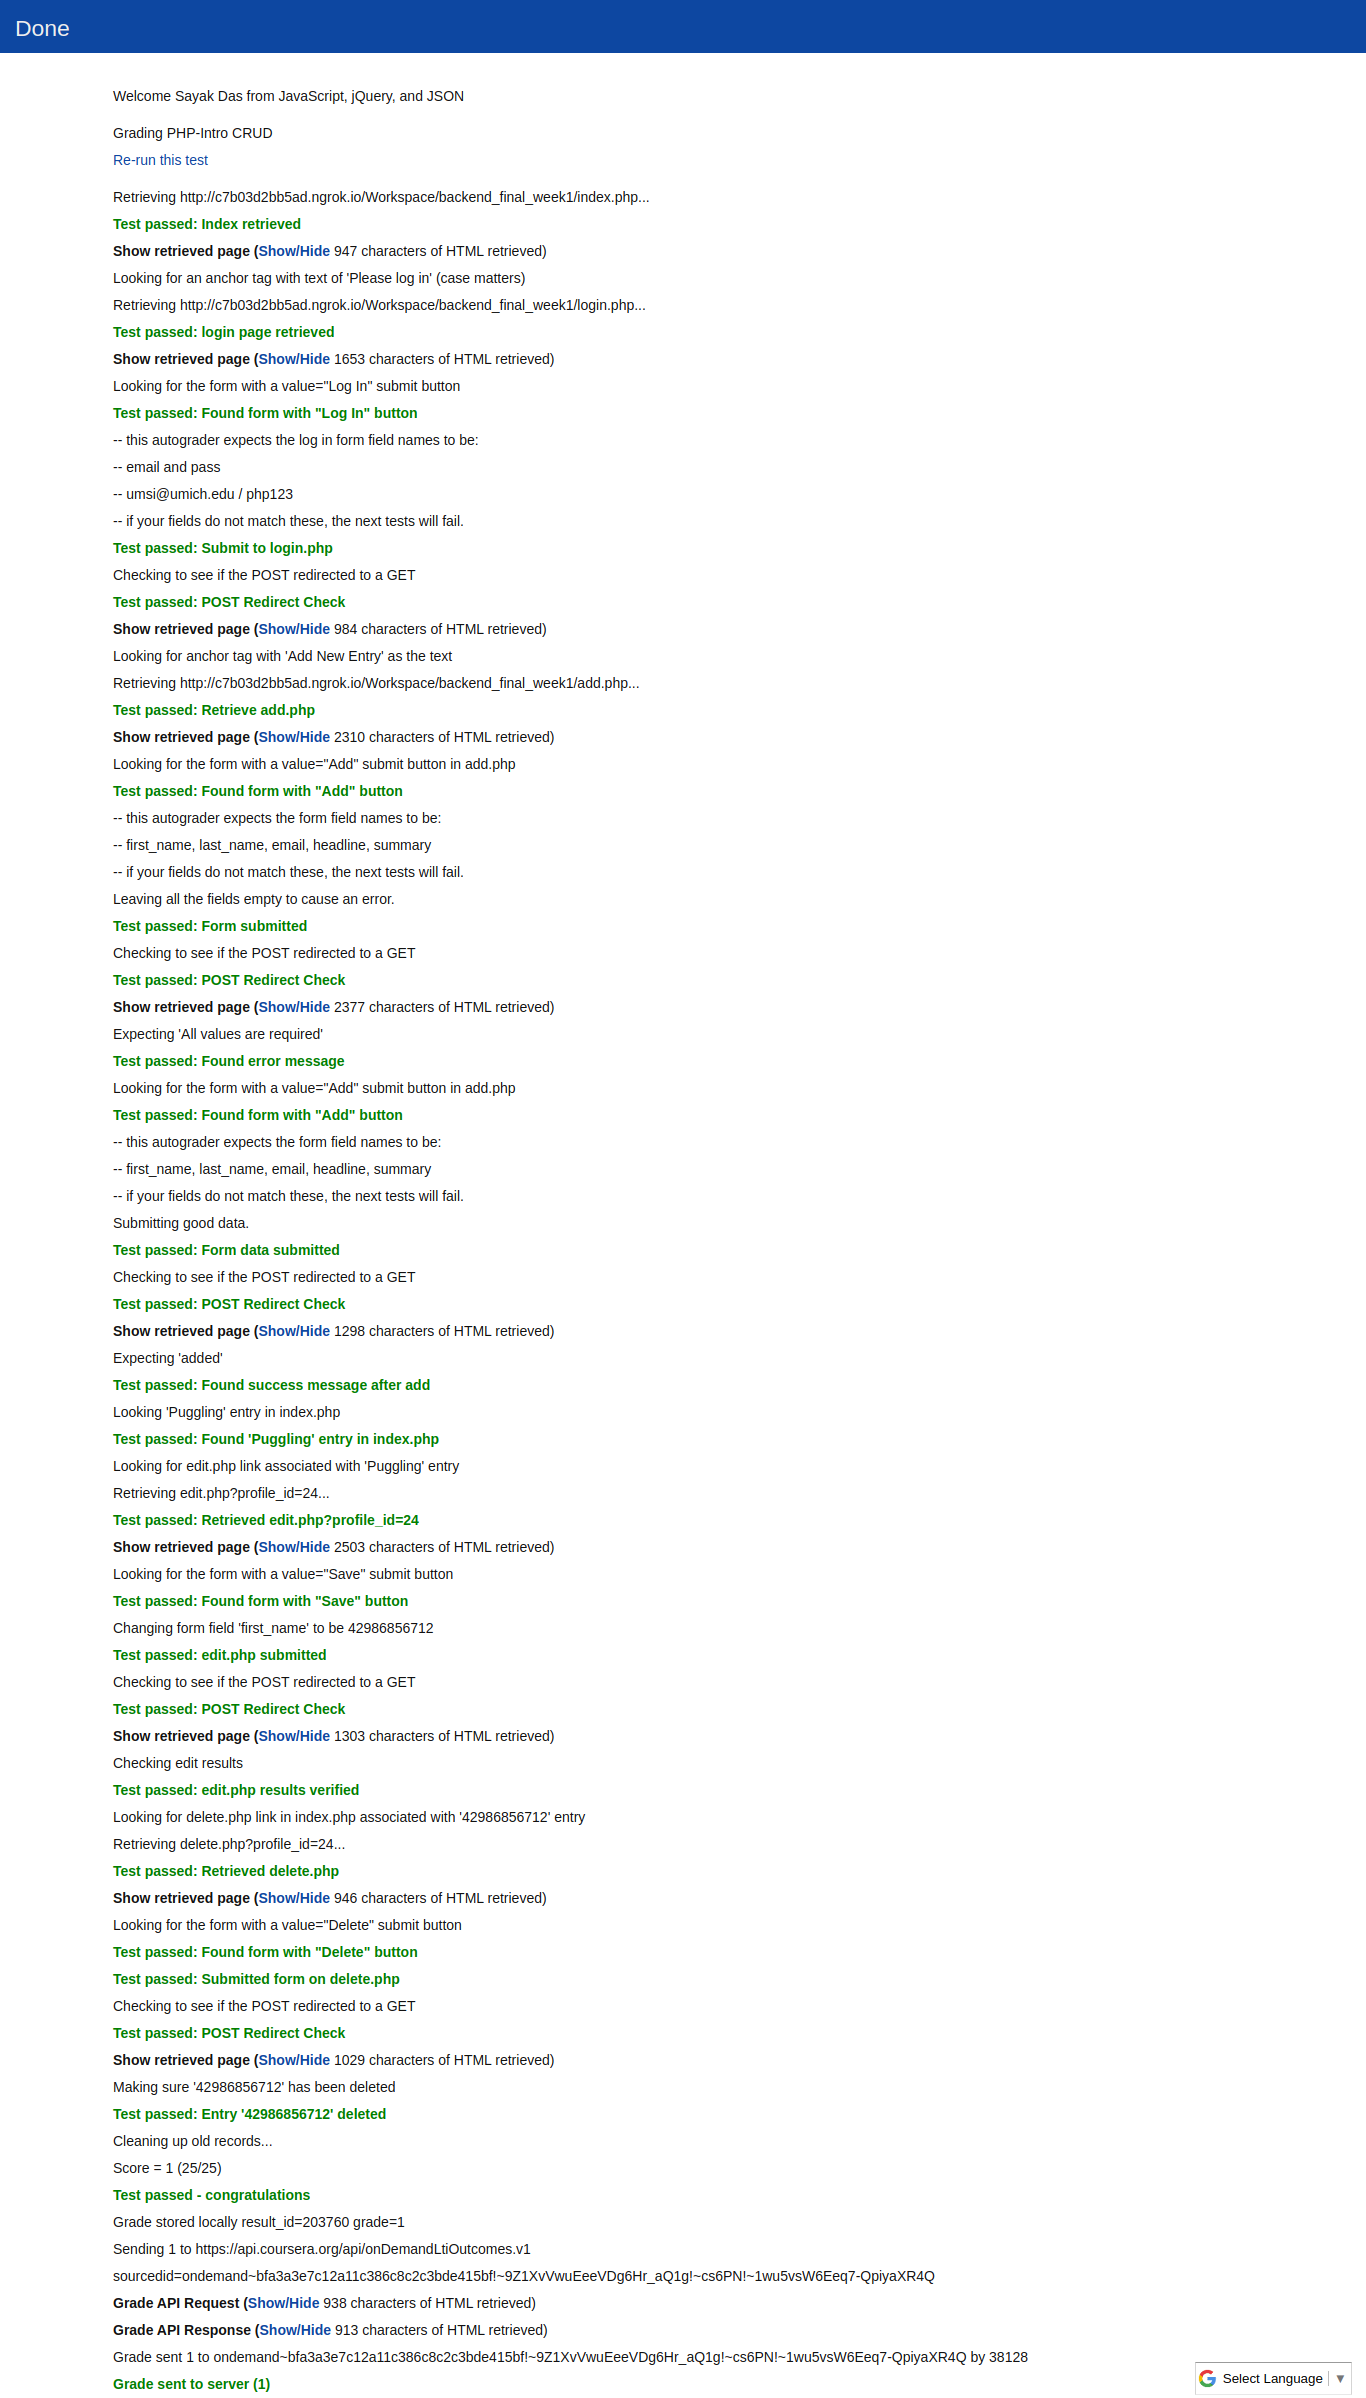 Done
Welcome Sayak Das from JavaScript, jQuery, and JSON
Grading PHP-Intro CRUD
Re-run this test
Retrieving http://c7b03d2bb5ad.ngrok.io/Workspace/backend_final_week1/index.php...
Test passed: Index retrieved
Show retrieved page (Show/Hide 947 characters of HTML retrieved)
Looking for an anchor tag with text of 'Please log in' (case matters)
Retrieving http://c7b03d2bb5ad.ngrok.io/Workspace/backend_final_week1/login.php...
Test passed: login page retrieved
Show retrieved page (Show/Hide 1653 characters of HTML retrieved)
Looking for the form with a value="Log In" submit button
Test passed: Found form with "Log In" button
-- this autograder expects the log in form field names to be:
-- email and pass
-- umsi@umich.edu / php123
-- if your fields do not match these, the next tests will fail.
Test passed: Submit to login.php
Checking to see if the POST redirected to a GET
Test passed: POST Redirect Check
Show retrieved page (Show/Hide 984 characters of HTML retrieved)
Looking for anchor tag with 'Add New Entry' as the text
Retrieving http://c7b03d2bb5ad.ngrok.io/Workspace/backend_final_week1/add.php...
Test passed: Retrieve add.php
Show retrieved page (Show/Hide 2310 characters of HTML retrieved)
Looking for the form with a value="Add" submit button in add.php
Test passed: Found form with "Add" button
-- this autograder expects the form field names to be:
-- first_name, last_name, email, headline, summary
-- if your fields do not match these, the next tests will fail.
Leaving all the fields empty to cause an error.
Test passed: Form submitted
Checking to see if the POST redirected to a GET
Test passed: POST Redirect Check
Show retrieved page (Show/Hide 2377 characters of HTML retrieved)
Expecting 'All values are required'
Test passed: Found error message
Looking for the form with a value="Add" submit button in add.php
Test passed: Found form with "Add" button
-- this autograder expects the form field names to be:
-- first_name, last_name, email, headline, summary
-- if your fields do not match these, the next tests will fail.
Submitting good data.
Test passed: Form data submitted
Checking to see if the POST redirected to a GET
Test passed: POST Redirect Check
Show retrieved page (Show/Hide 1298 characters of HTML retrieved)
Expecting 'added'
Test passed: Found success message after add
Looking 'Puggling' entry in index.php
Test passed: Found 'Puggling' entry in index.php
Looking for edit.php link associated with 'Puggling' entry
Retrieving edit.php?profile_id=24...
Test passed: Retrieved edit.php?profile_id=24
Show retrieved page (Show/Hide 2503 characters of HTML retrieved)
Looking for the form with a value="Save" submit button
Test passed: Found form with "Save" button
Changing form field 'first_name' to be 42986856712
Test passed: edit.php submitted
Checking to see if the POST redirected to a GET
Test passed: POST Redirect Check
Show retrieved page (Show/Hide 1303 characters of HTML retrieved)
Checking edit results
Test passed: edit.php results verified
Looking for delete.php link in index.php associated with '42986856712' entry
Retrieving delete.php?profile_id=24...
Test passed: Retrieved delete.php
Show retrieved page (Show/Hide 946 characters of HTML retrieved)
Looking for the form with a value="Delete" submit button
Test passed: Found form with "Delete" button
Test passed: Submitted form on delete.php
Checking to see if the POST redirected to a GET
Test passed: POST Redirect Check
Show retrieved page (Show/Hide 1029 characters of HTML retrieved)
Making sure '42986856712' has been deleted
Test passed: Entry '42986856712' deleted
Cleaning up old records...
Score = 1 (25/25)
Test passed - congratulations
Grade stored locally result_id=203760 grade=1
Sending 1 to https://api.coursera.org/api/onDemandLtiOutcomes.v1
sourcedid=ondemand~bfa3a3e7c12a11c386c8c2c3bde415bf!~9Z1XvVwuEeeVDg6Hr_aQ1g!~cs6PN!~1wu5vsW6Eeq7-QpiyaXR4Q
Grade API Request (Show/Hide 938 characters of HTML retrieved)
Grade API Response (Show/Hide 913 characters of HTML retrieved)
Grade sent 1 to ondemand~bfa3a3e7c12a11c386c8c2c3bde415bf!~9Z1XvVwuEeeVDg6Hr_aQ1g!~cs6PN!~1wu5vsW6Eeq7-QpiyaXR4Q by 38128
Grade sent to server (1)
Select Language